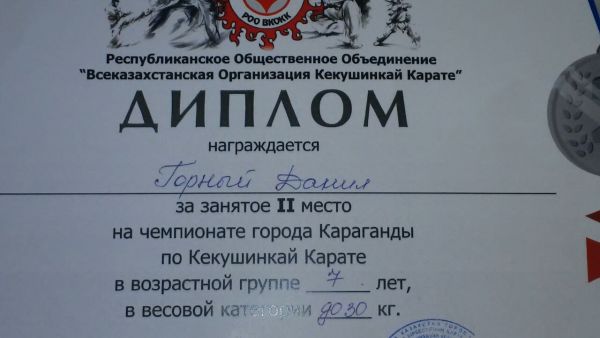 РОО ВКОКК
Республиканское Общественное Объединение
“Всеказахстанская Организация Кекушинкай Карате”
ДИПЛОМ
награждается
Горный Данил
за занятое II место
на чемпионате города Караганды
по Кекушинкай Карате
в возрастной группе 7 лет,
в весовой категории до 30 кг.